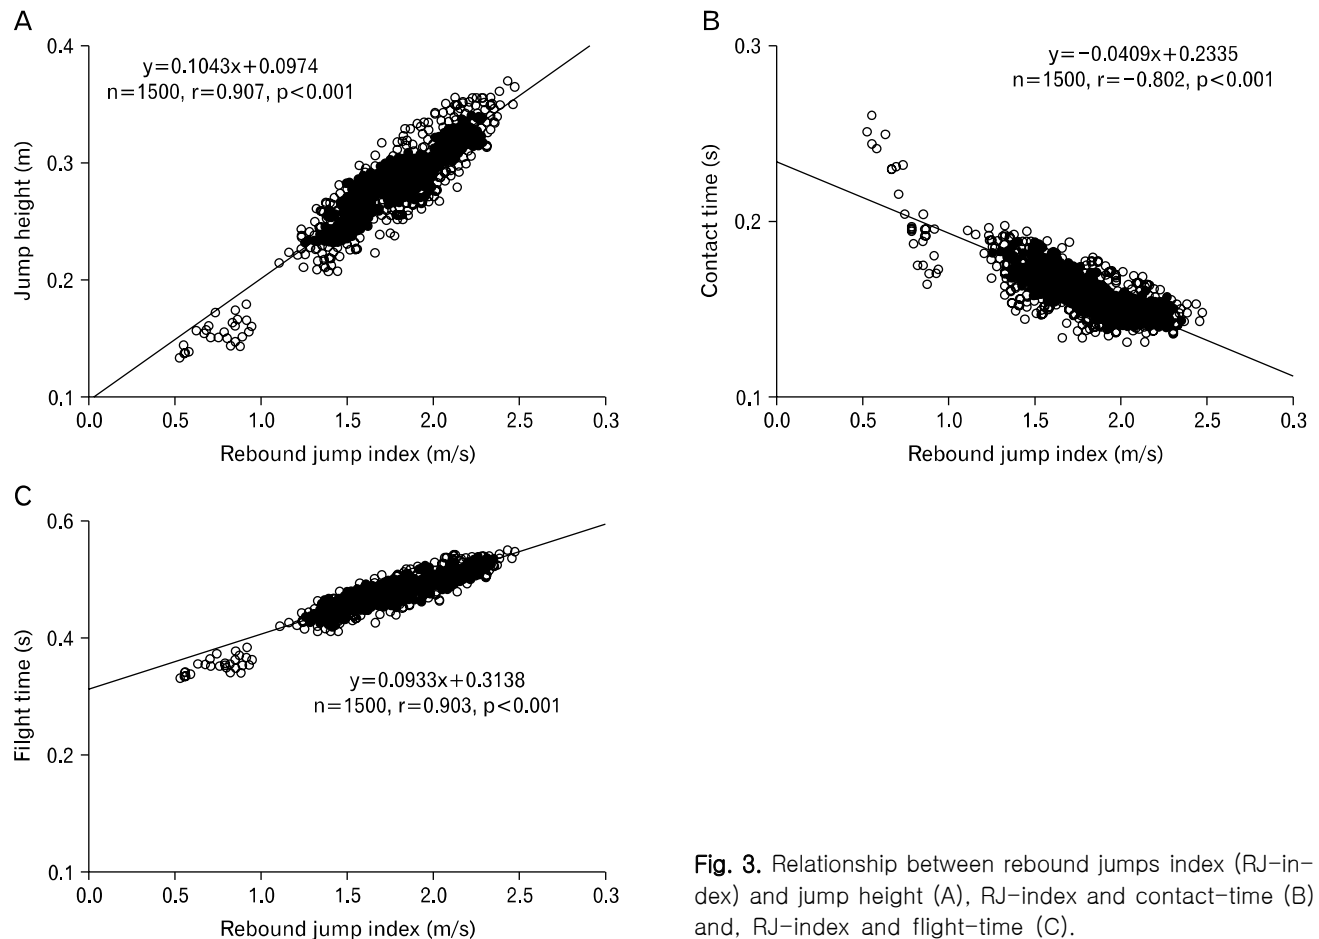 A
0.4
y=0.1043x+0.0974
n=1500, r=0.907, p<0.001
0.3
Jump height (m)
0.2
0.1
0.0 0.5 1.0 1.5 2.0 2.5 0.3
Rebound jump index (m/s)
B
0.3
y=−0.0409x+0.2335
n=1500, r=−0.802, p<0.001
Contact time (s)
0.2
0.1
0.0 0.5 1.0 1.5 2.0 2.5 0.3
Rebound jump index (m/s)
C
0.6
0.4
Filght time (s)
y=0.0933x+0.3138
n=1500, r=0.903, p<0.001
0.2
0.1
0.0 0.5 1.0 1.5 2.0 2.5 0.3
Rebound jump index (m/s)
Fig. 3. Relationship between rebound jumps index (RJ-in-
dex) and jump height (A), RJ-index and contact-time (B)
and, RJ-index and flight-time (C).